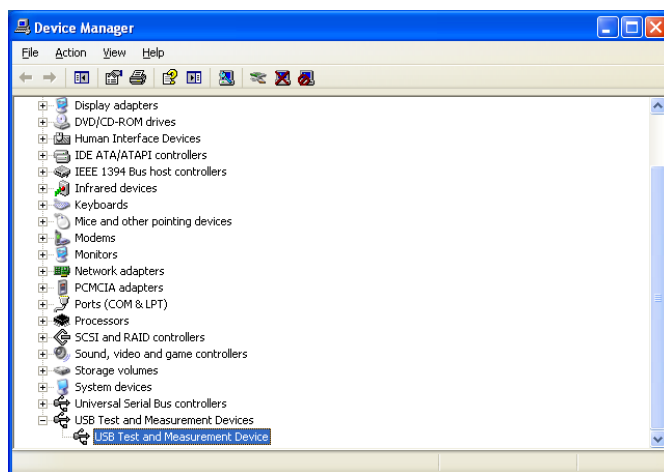 Device Manager
File Action View Help
Display adapters
DVD/CD-ROM drives
Human Interface Devices
IDE ATA/ATAPI controllers
IEEE 1394 Bus host controllers
Infrared devices
Keyboards
Mice and other pointing devices
Modems
Monitors
Network adapters
PCMCIA adapters
Ports (COM & LPT)
Processors
SCSI and RAID controllers
Sound, video and game controllers
Storage volumes
System devices
Universal Serial Bus controllers
USB Test and Measurement Devices
USB Test and Measurement Device